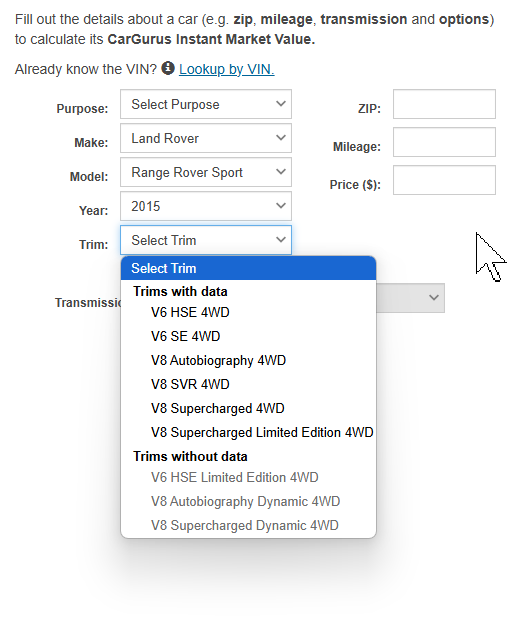 Fill out the details about a car (e.g. zip, mileage, transmission and options)
to calculate its CarGurus Instant Market Value.
Already know the VIN? Lookup by VIN.
Purpose: Select Purpose
ZIP:
Make: Land Rover
Mileage:
Model: Range Rover Sport
Price ($):
Year: 2015
Trim: Select Trim
Select Trim
Trims with data
Transmissio
V6 HSE 4WD
V6 SE 4WD
V8 Autobiography 4WD
V8 SVR 4WD
V8 Supercharged 4WD
V8 Supercharged Limited Edition 4WD
Trims without data
V6 HSE Limited Edition 4WD
V8 Autobiography Dynamic 4WD
V8 Supercharged Dynamic 4WD